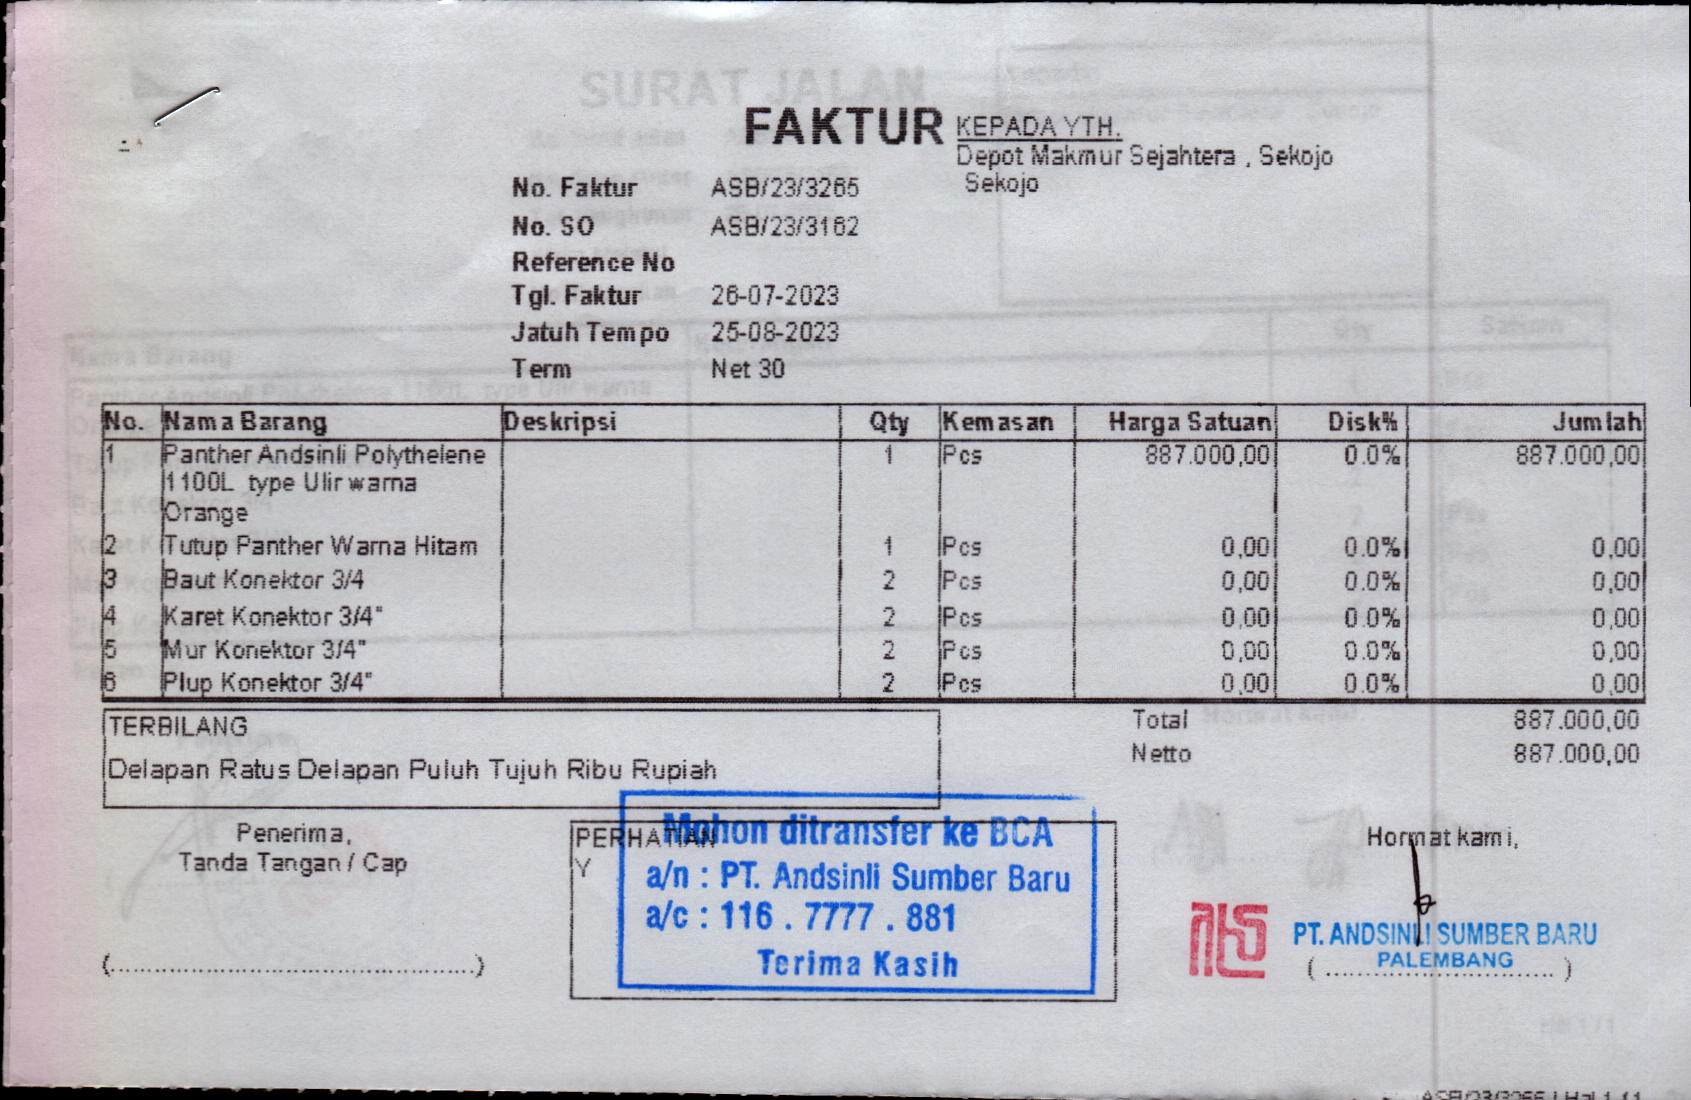 FAKTUR
KEPADA YTH.
Depot Makmur Sejahtera , Sekojo
Sekojo
No. Faktur ASB/23/3265
No. SO ASB/23/3162
Reference No
Tgl. Faktur 26-07-2023
Jatuh Tempo 25-08-2023
Term Net 30
No. Nama Barang Deskripsi Qty Kemasan Harga Satuan Disk% Jumlah
1 Panther Andsinli Polythelene 1 Pcs 887.000,00 0.0% 887.000,00
1100L type Ulir warna
Orange
2 Tutup Panther Warna Hitam 1 Pcs 0,00 0.0% 0,00
3 Baut Konektor 3/4 2 Pcs 0,00 0.0% 0,00
4 Karet Konektor 3/4" 2 Pcs 0,00 0.0% 0,00
5 Mur Konektor 3/4" 2 Pcs 0,00 0.0% 0,00
6 Plup Konektor 3/4" 2 Pcs 0,00 0.0% 0,00
TERBILANG
Delapan Ratus Delapan Puluh Tujuh Ribu Rupiah
Total 887.000,00
Netto 887.000,00
Penerima,
Tanda Tangan / Cap
(............................................)
PERHATIAN
Y
Mohon ditransfer ke BCA
a/n : PT. Andsinli Sumber Baru
a/c : 116 . 7777 . 881
Terima Kasih
Hormat kami,
PT. ANDSINLI SUMBER BARU
PALEMBANG
( ............................ )
ASB/23/3265 / Hal 1 / 1
SURAT JALAN